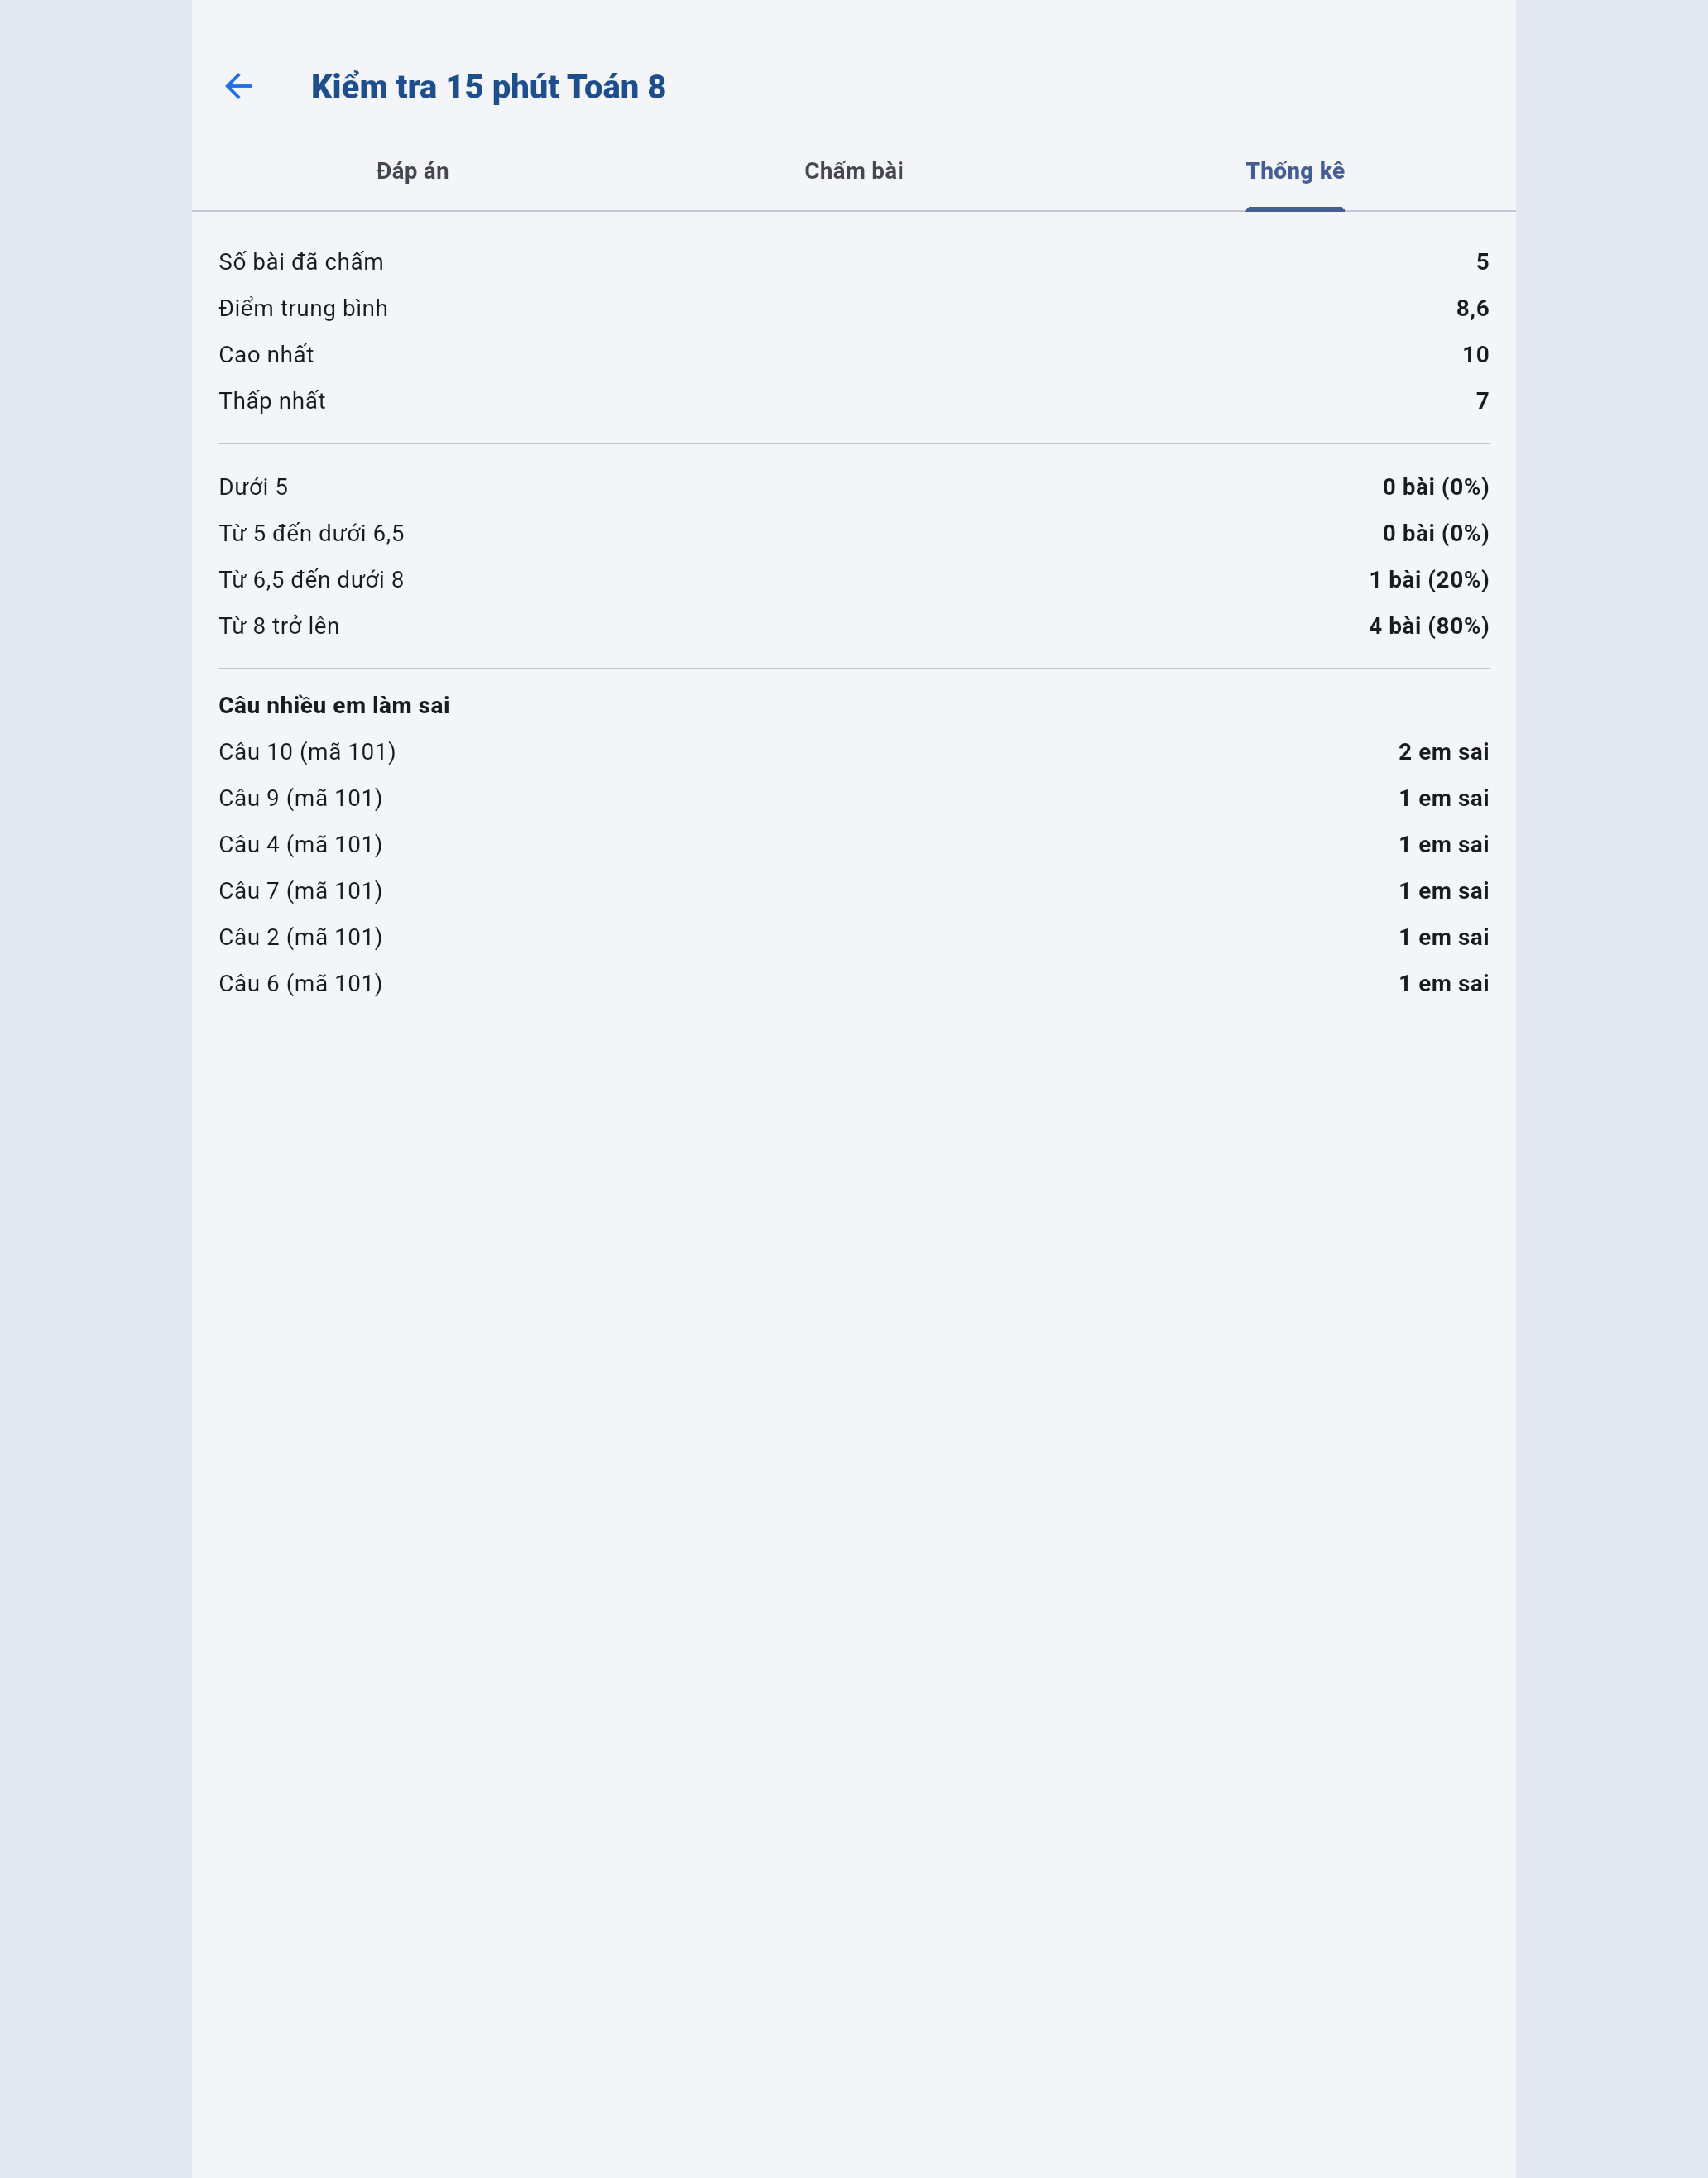 Kiểm tra 15 phút Toán 8
Đáp án Chấm bài Thống kê
Số bài đã chấm 5
Điểm trung bình 8,6
Cao nhất 10
Thấp nhất 7
Dưới 5 0 bài (0%)
Từ 5 đến dưới 6,5 0 bài (0%)
Từ 6,5 đến dưới 8 1 bài (20%)
Từ 8 trở lên 4 bài (80%)
Câu nhiều em làm sai
Câu 10 (mã 101) 2 em sai
Câu 9 (mã 101) 1 em sai
Câu 4 (mã 101) 1 em sai
Câu 7 (mã 101) 1 em sai
Câu 2 (mã 101) 1 em sai
Câu 6 (mã 101) 1 em sai